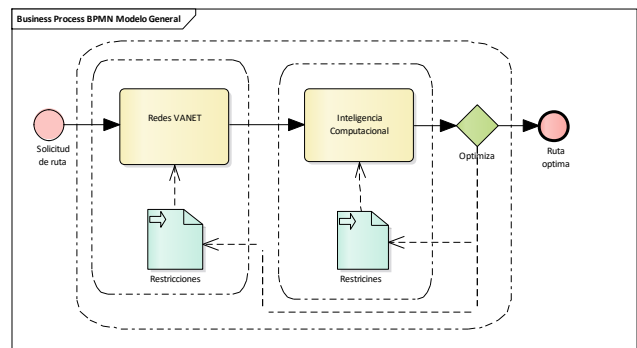 Business Process BPMN Modelo General
Redes VANET
Inteligencia
Computacional
Solicitud
de ruta
Optimiza
Ruta
optima
Restricciones
Restricines